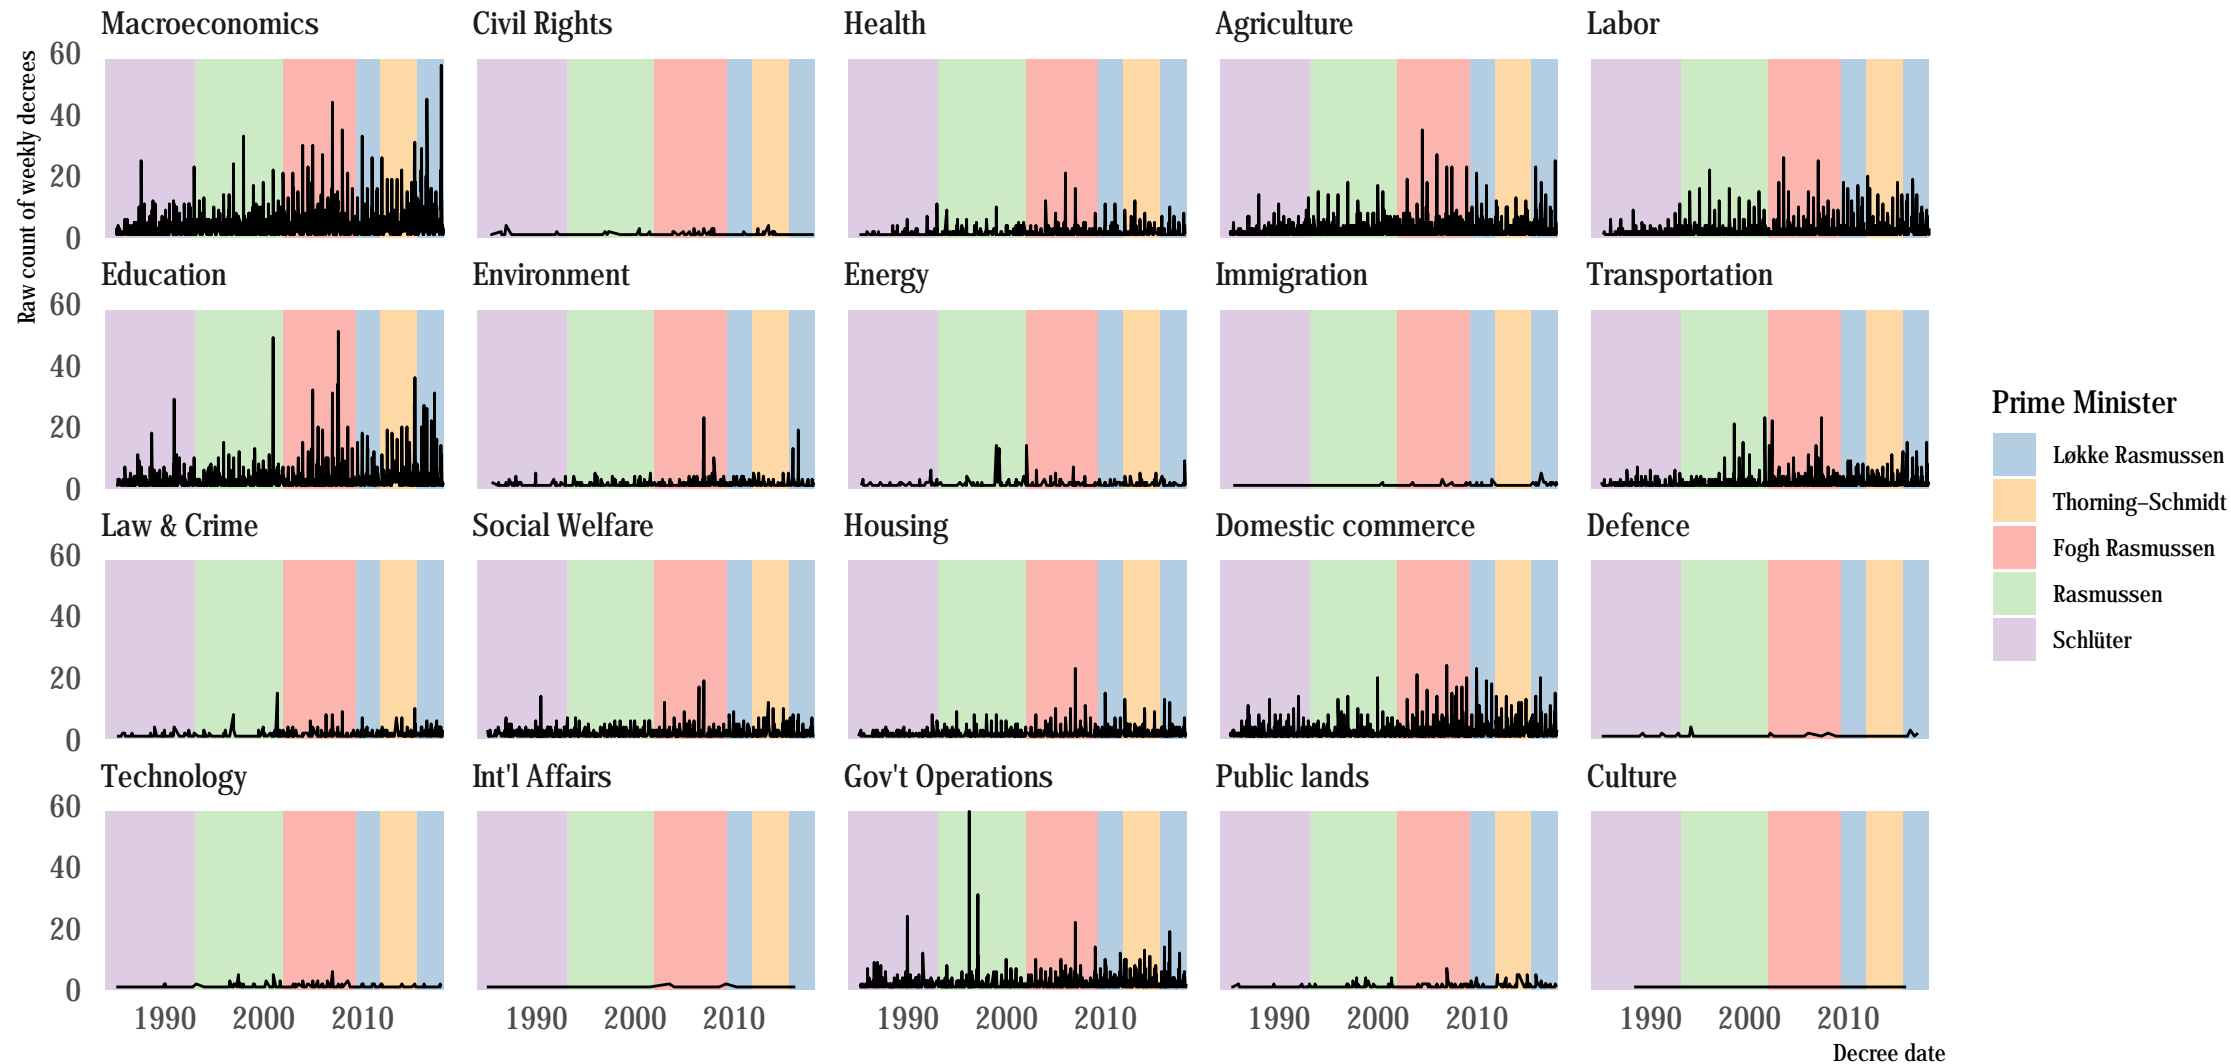 Macroeconomics
Civil Rights
Health
Agriculture
Labor
60
40
20
0
Raw count of weekly decrees
Education
Environment
Energy
Immigration
Transportation
60
40
20
0
Law & Crime
Social Welfare
Housing
Domestic commerce
Defence
60
40
20
0
Technology
Int'l Affairs
Gov't Operations
Public lands
Culture
60
40
20
0
1990 2000 2010
1990 2000 2010
1990 2000 2010
1990 2000 2010
1990 2000 2010
Decree date
Prime Minister
Løkke Rasmussen
Thorning–Schmidt
Fogh Rasmussen
Rasmussen
Schlüter